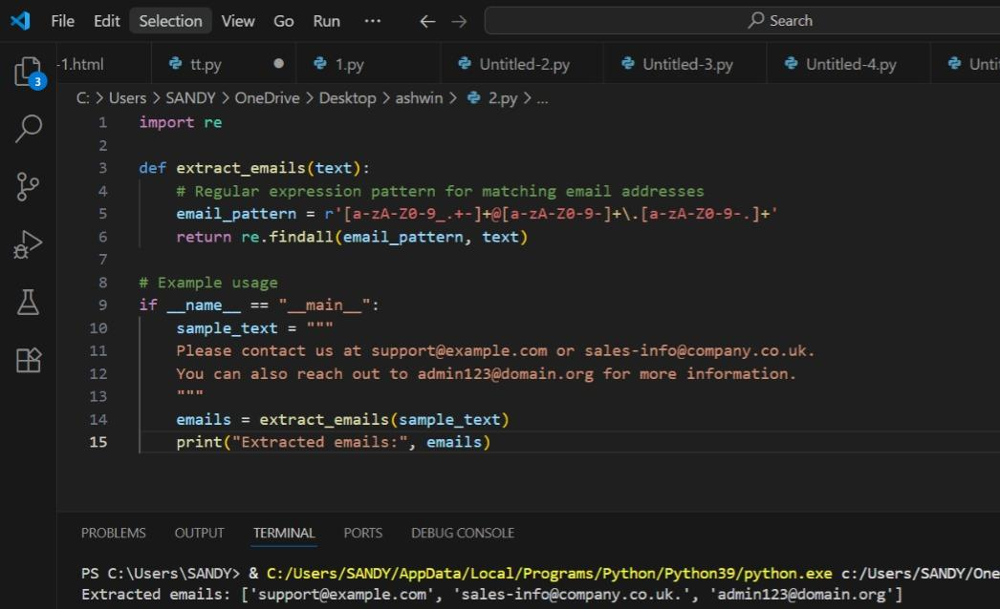 File Edit Selection View Go Run ··· ← → Search
-1.html tt.py 1.py Untitled-2.py Untitled-3.py Untitled-4.py Unti
3
C: > Users > SANDY > OneDrive > Desktop > ashwin > 2.py > ...
1 import re
2
3 def extract_emails(text):
4     # Regular expression pattern for matching email addresses
5     email_pattern = r'[a-zA-Z0-9_.+-]+@[a-zA-Z0-9-]+\.[a-zA-Z0-9-.]+'
6     return re.findall(email_pattern, text)
7
8 # Example usage
9 if __name__ == "__main__":
10     sample_text = """
11     Please contact us at support@example.com or sales-info@company.co.uk.
12     You can also reach out to admin123@domain.org for more information.
13     """
14     emails = extract_emails(sample_text)
15     print("Extracted emails:", emails)
PROBLEMS OUTPUT TERMINAL PORTS DEBUG CONSOLE
PS C:\Users\SANDY> & C:/Users/SANDY/AppData/Local/Programs/Python/Python39/python.exe c:/Users/SANDY/One
Extracted emails: ['support@example.com', 'sales-info@company.co.uk.', 'admin123@domain.org']